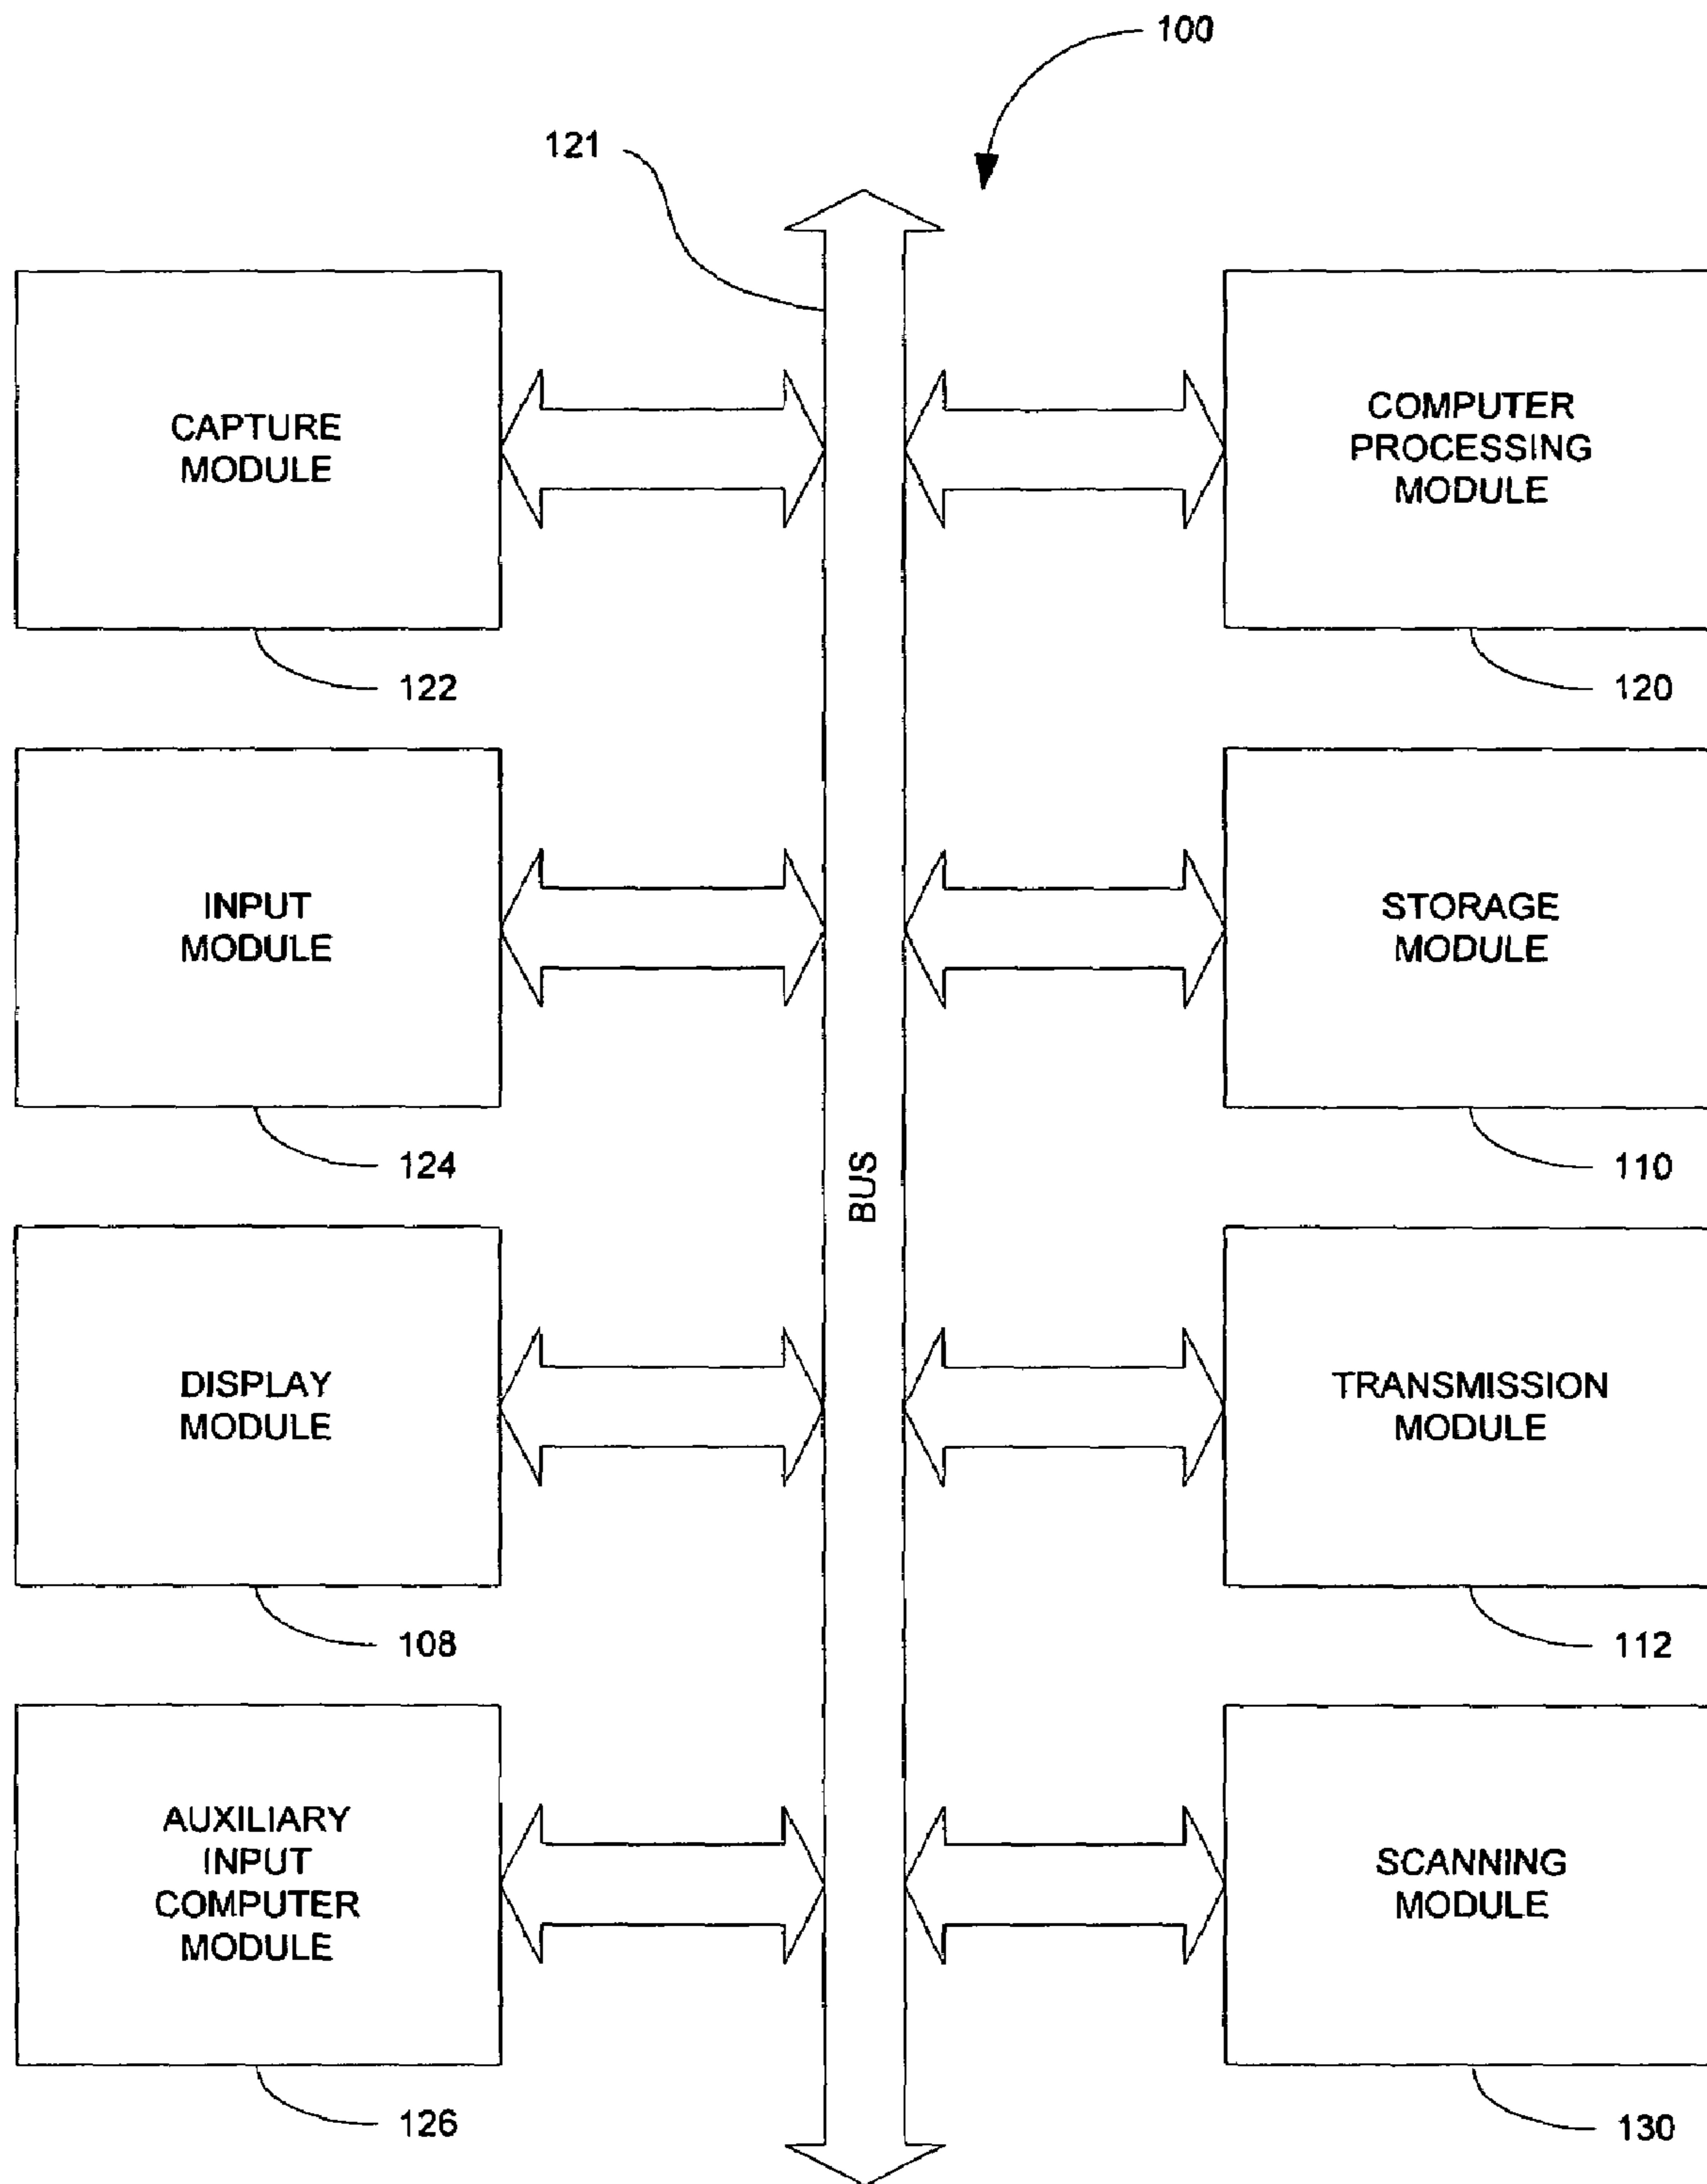 100
121
CAPTURE
MODULE
122
COMPUTER
PROCESSING
MODULE
120
INPUT
MODULE
124
STORAGE
MODULE
110
BUS
DISPLAY
MODULE
108
TRANSMISSION
MODULE
112
AUXILIARY
INPUT
COMPUTER
MODULE
126
SCANNING
MODULE
130